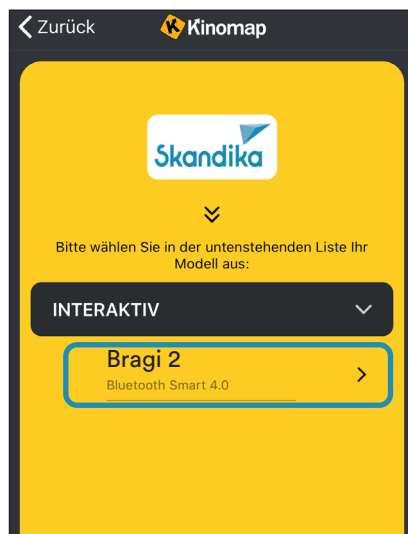 Zurück
Kinomap
Skandika
Bitte wählen Sie in der untenstehenden Liste Ihr
Modell aus:
INTERAKTIV
Bragi 2
Bluetooth Smart 4.0